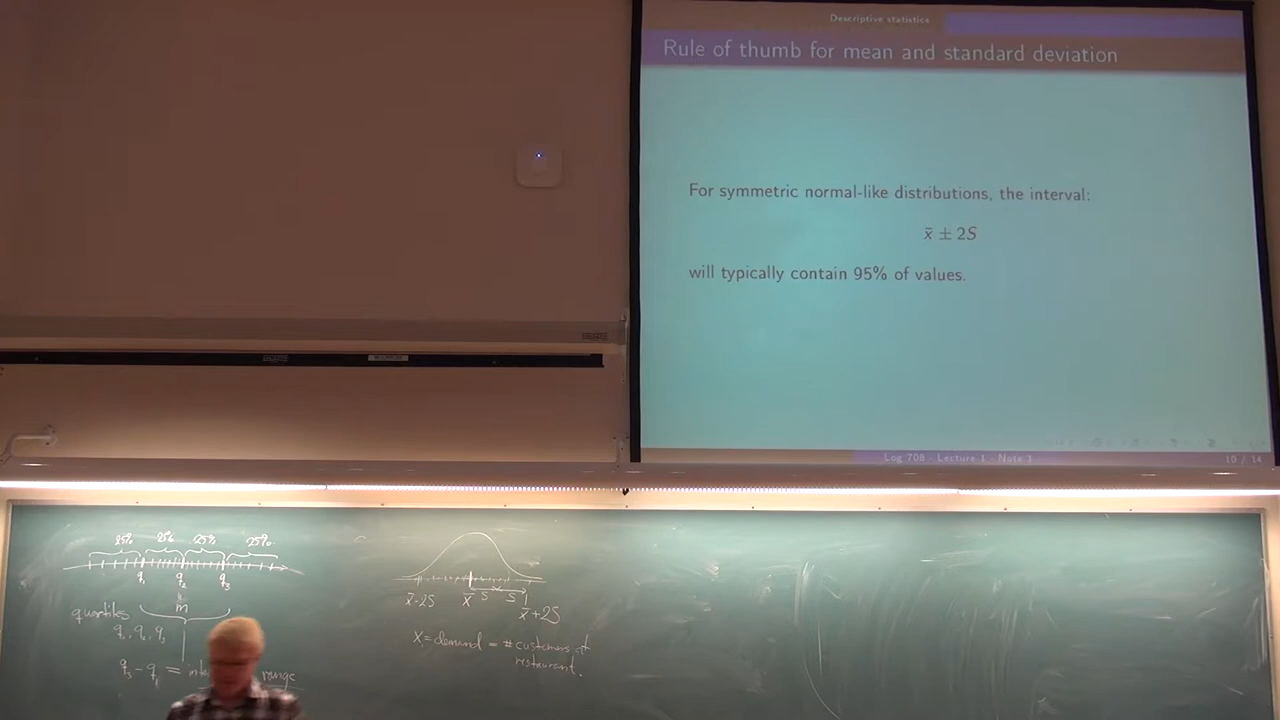 Descriptive statistics
Rule of thumb for mean and standard deviation
For symmetric normal-like distributions, the interval:
x̄ ± 2S
will typically contain 95% of values.
Log 708 - Lecture 1 - Note 1
10 / 14
25% 25% 25% 25%
q₁ q₂ q₃
m
quartiles
q₁, q₂, q₃
q₃ - q₁ = range
S S
x̄-2S x̄ x̄+2S
X = demand = # customers at
restaurant.